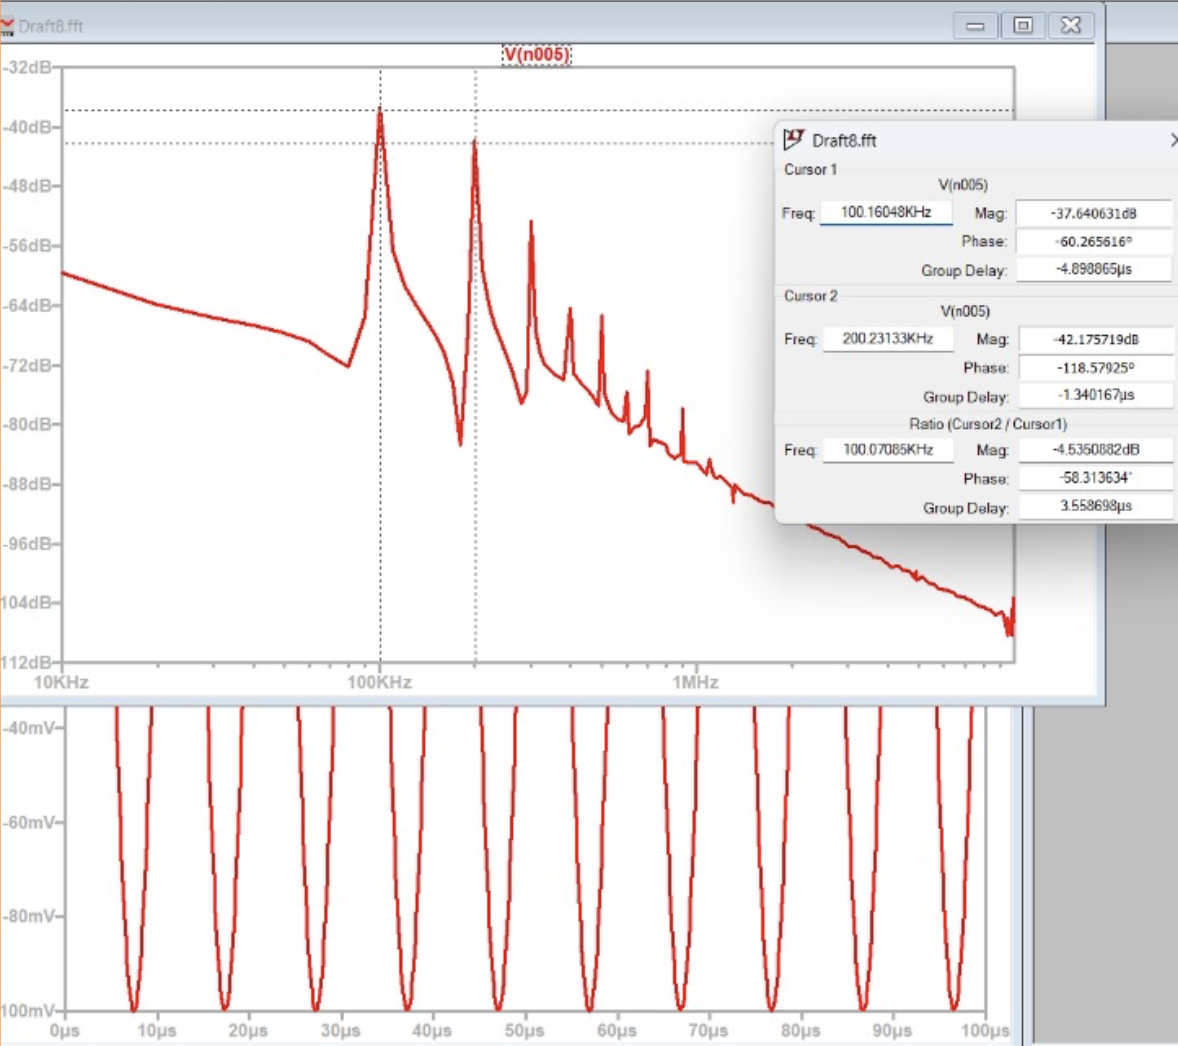 Draft8.fft
V(n005)
-32dB
-40dB
-48dB
-56dB
-64dB
-72dB
-80dB
-88dB
-96dB
104dB
112dB
10KHz 100KHz 1MHz
Draft8.fft
Cursor 1
V(n005)
Freq: 100.16048KHz Mag: -37.640631dB
Phase: -60.265616°
Group Delay: -4.898865µs
Cursor 2
V(n005)
Freq: 200.23133KHz Mag: -42.175719dB
Phase: -118.57925°
Group Delay: -1.340167µs
Ratio (Cursor2 / Cursor1)
Freq: 100.07085KHz Mag: -4.5350882dB
Phase: -58.313634°
Group Delay: 3.558698µs
-40mV
-60mV
-80mV
100mV
0µs 10µs 20µs 30µs 40µs 50µs 60µs 70µs 80µs 90µs 100µs